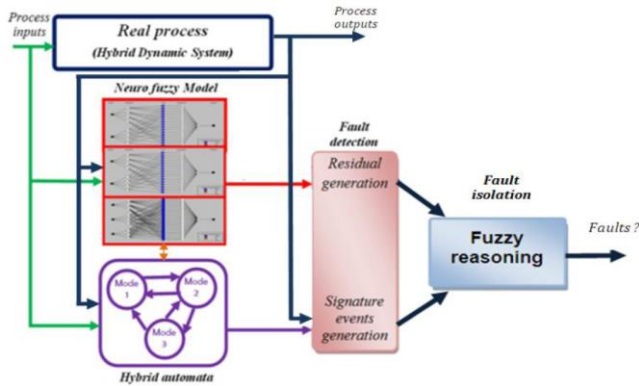 Process
inputs
Real process
(Hybrid Dynamic System)
Process
outputs
Neuro fuzzy Model
Fault
detection
Residual
generation
Fault
isolation
Fuzzy
reasoning
Faults ?
Mode
1
Mode
2
Mode
3
Signature
events
generation
Hybrid automata